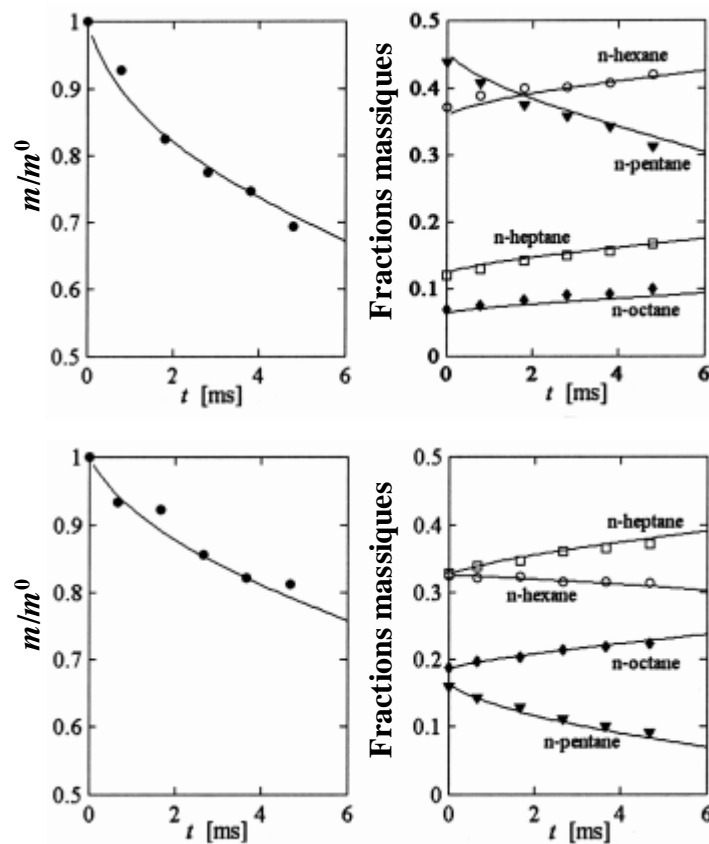 1
0.9
0.8
0.7
0.6
0.5
m/m⁰
0
2
4
6
t [ms]
0.5
0.4
0.3
0.2
0.1
0
Fractions massiques
n-hexane
n-pentane
n-heptane
n-octane
0
2
4
6
t [ms]
1
0.9
0.8
0.7
0.6
0.5
m/m⁰
0
2
4
6
t [ms]
0.5
0.4
0.3
0.2
0.1
0
Fractions massiques
n-heptane
n-hexane
n-octane
n-pentane
0
2
4
6
t [ms]